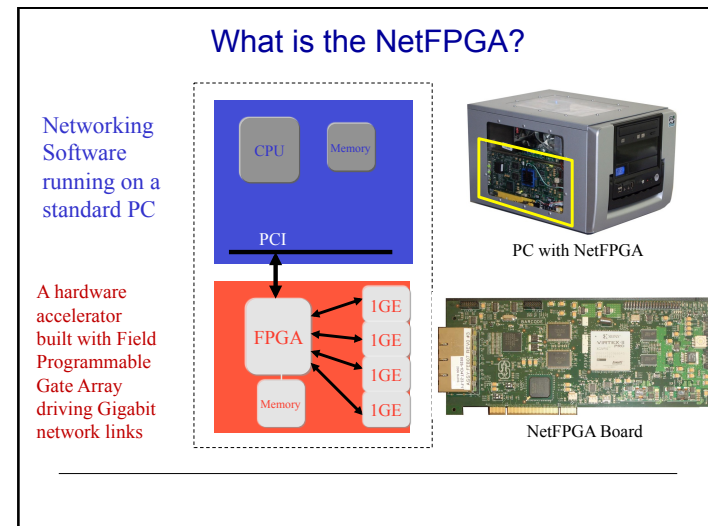 What is the NetFPGA?
Networking
Software
running on a
standard PC
CPU
Memory
PCI
PC with NetFPGA
A hardware
accelerator
built with Field
Programmable
Gate Array
driving Gigabit
network links
FPGA
Memory
1GE
1GE
1GE
1GE
NetFPGA Board